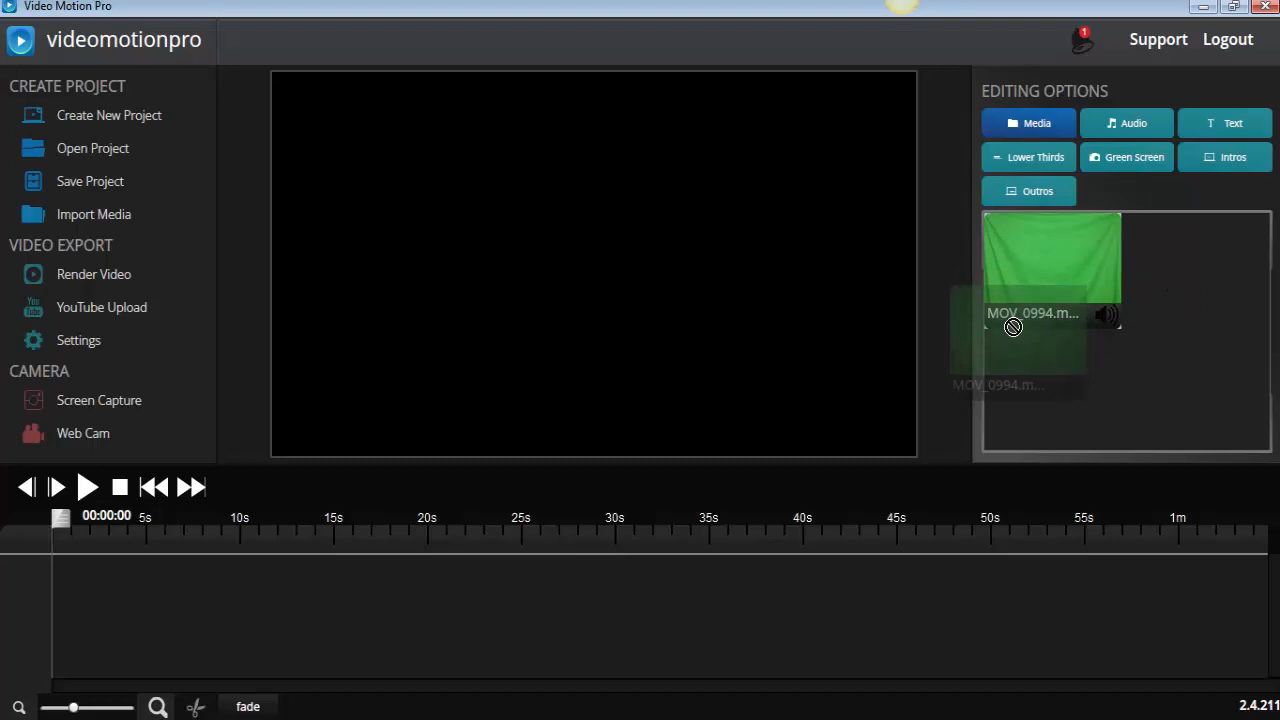 Video Motion Pro
videomotionpro
1
Support
Logout
CREATE PROJECT
Create New Project
Open Project
Save Project
Import Media
VIDEO EXPORT
Render Video
You
Tube
YouTube Upload
Settings
CAMERA
Screen Capture
Web Cam
EDITING OPTIONS
Media
Audio
T Text
Lower Thirds
Green Screen
Intros
Outros
MOV_0994.m...
MOV_0994.m...
00:00:00
5s
10s
15s
20s
25s
30s
35s
40s
45s
50s
55s
1m
fade
2.4.211